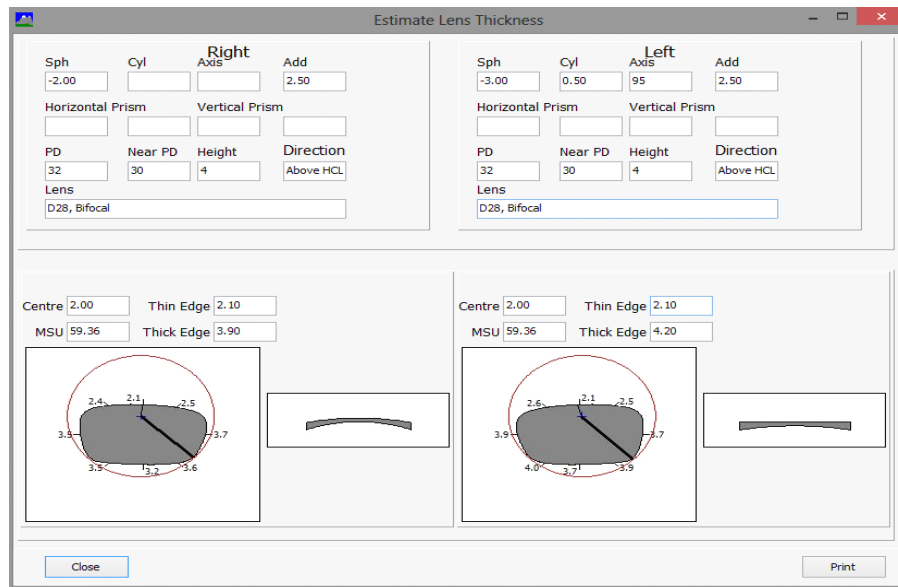 Estimate Lens Thickness
Right
Sph Cyl Axis Add
-2.00 2.50
Horizontal Prism Vertical Prism
PD Near PD Height Direction
32 30 4 Above HCL
Lens
D28, Bifocal
Left
Sph Cyl Axis Add
-3.00 0.50 95 2.50
Horizontal Prism Vertical Prism
PD Near PD Height Direction
32 30 4 Above HCL
Lens
D28, Bifocal
Centre 2.00 Thin Edge 2.10
MSU 59.36 Thick Edge 3.90
2.4 2.1 2.5
3.5 3.7
3.5 3.2 3.6
Centre 2.00 Thin Edge 2.10
MSU 59.36 Thick Edge 4.20
2.6 2.1 2.5
3.9 3.7
4.0 3.7 3.9
Close Print